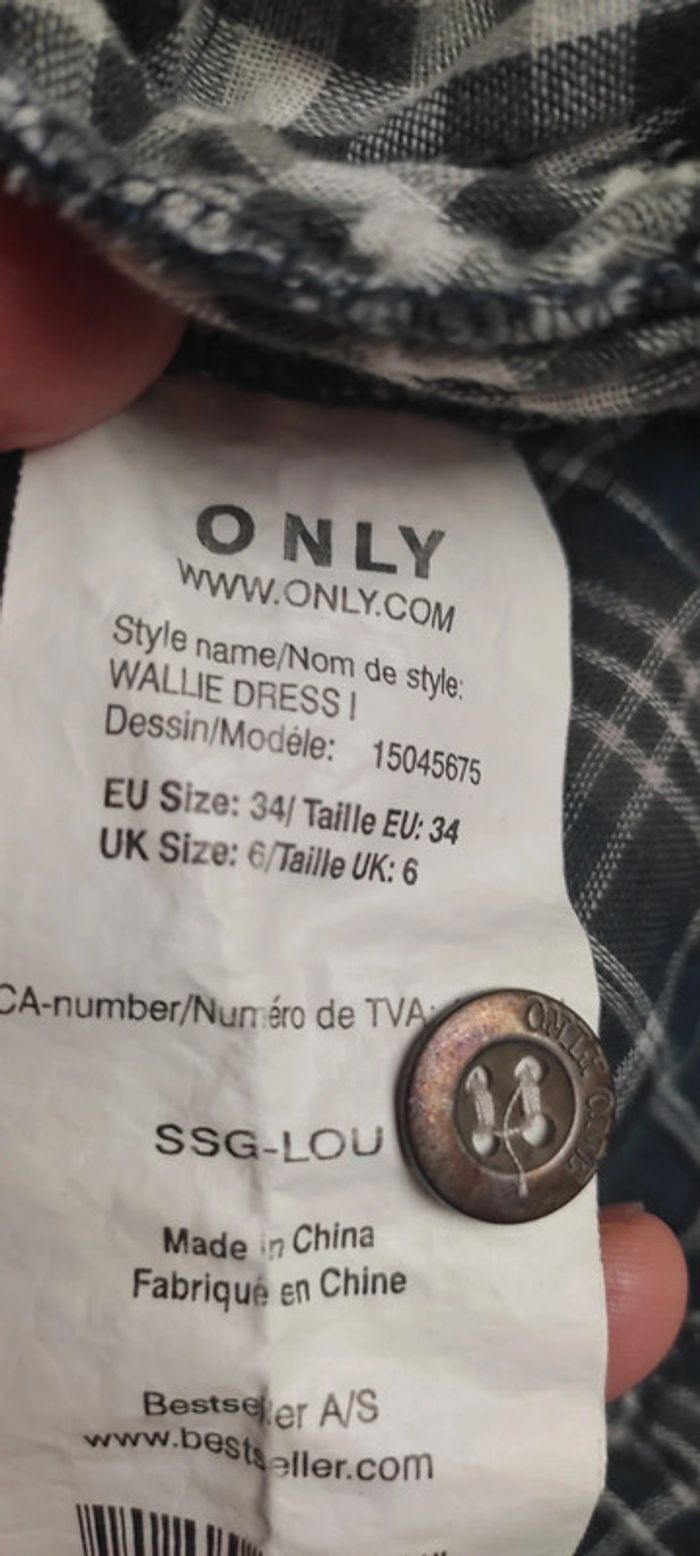 ONLY
WWW.ONLY.COM
Style name/Nom de style:
WALLIE DRESS I
Dessin/Modéle: 15045675
EU Size: 34/ Taille EU: 34
UK Size: 6/Taille UK: 6
CA-number/Numéro de TVA:
SSG-LOU
Made in China
Fabriqué en Chine
Bestseller A/S
www.bestseller.com
ONLY